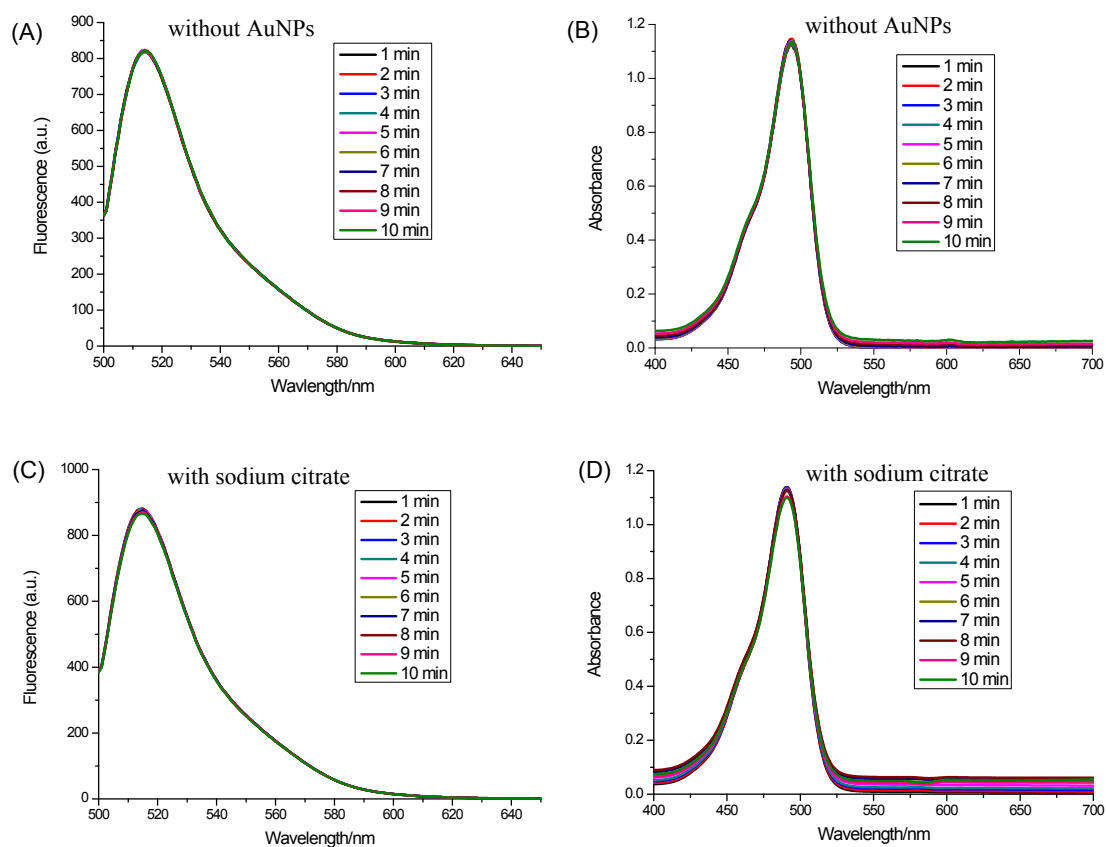 (A)
without AuNPs
Fluorescence (a.u.)
900
800
700
600
500
400
300
200
100
0
500 520 540 560 580 600 620 640
Wavelength/nm
1 min
2 min
3 min
4 min
5 min
6 min
7 min
8 min
9 min
10 min
(B)
without AuNPs
Absorbance
1.2
1.0
0.8
0.6
0.4
0.2
0.0
400 450 500 550 600 650 700
Wavelength/nm
1 min
2 min
3 min
4 min
5 min
6 min
7 min
8 min
9 min
10 min
(C)
with sodium citrate
Fluorescence (a.u.)
1000
800
600
400
200
0
500 520 540 560 580 600 620 640
Wavelength/nm
1 min
2 min
3 min
4 min
5 min
6 min
7 min
8 min
9 min
10 min
(D)
with sodium citrate
Absorbance
1.2
1.0
0.8
0.6
0.4
0.2
0.0
400 450 500 550 600 650 700
Wavelength/nm
1 min
2 min
3 min
4 min
5 min
6 min
7 min
8 min
9 min
10 min